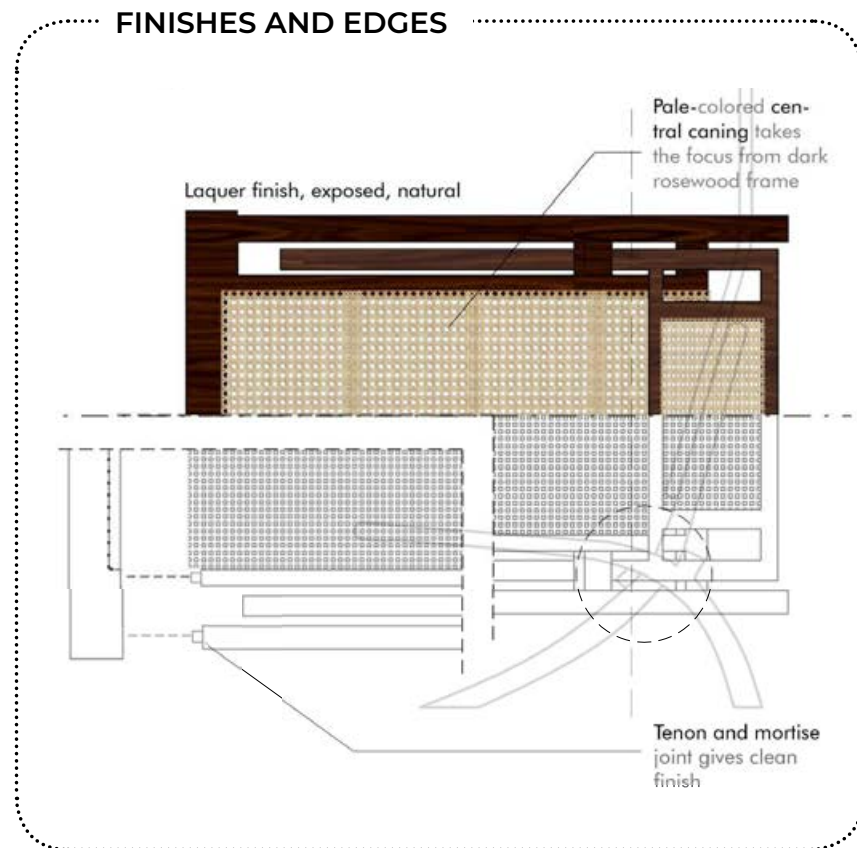 FINISHES AND EDGES
Pale-colored cen-
tral caning takes
the focus from dark
rosewood frame
Laquer finish, exposed, natural
Tenon and mortise
joint gives clean
finish